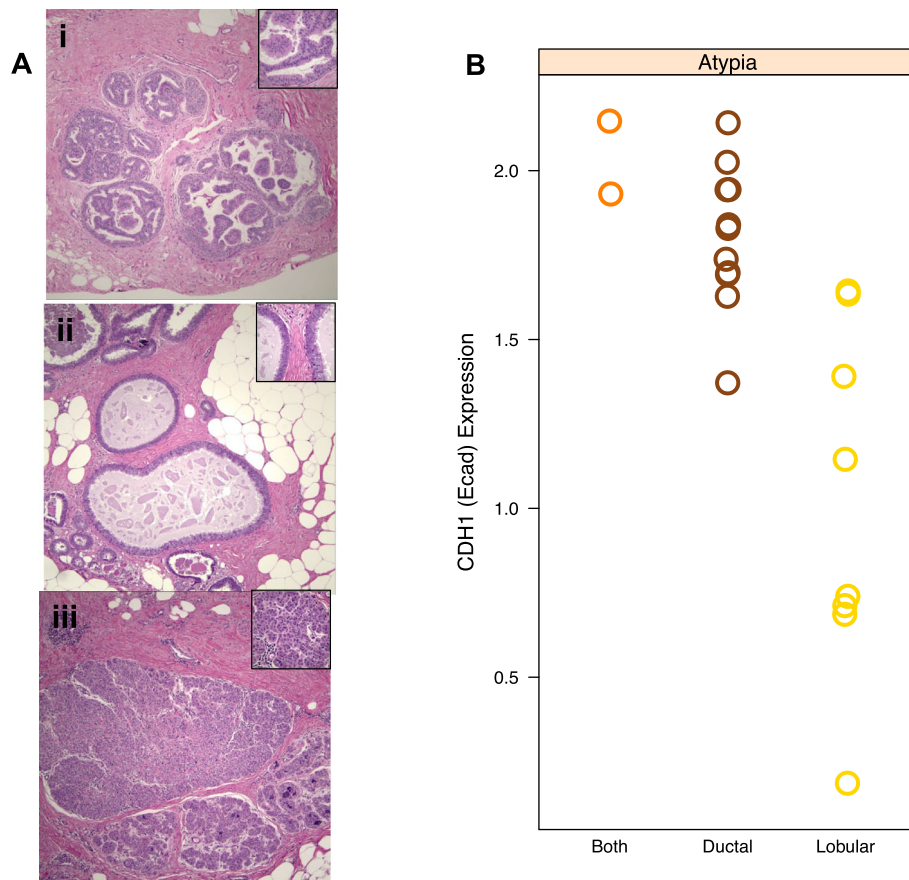 A
i
ii
iii
B
Atypia
CDH1 (Ecad) Expression
2.0
1.5
1.0
0.5
Both Ductal Lobular